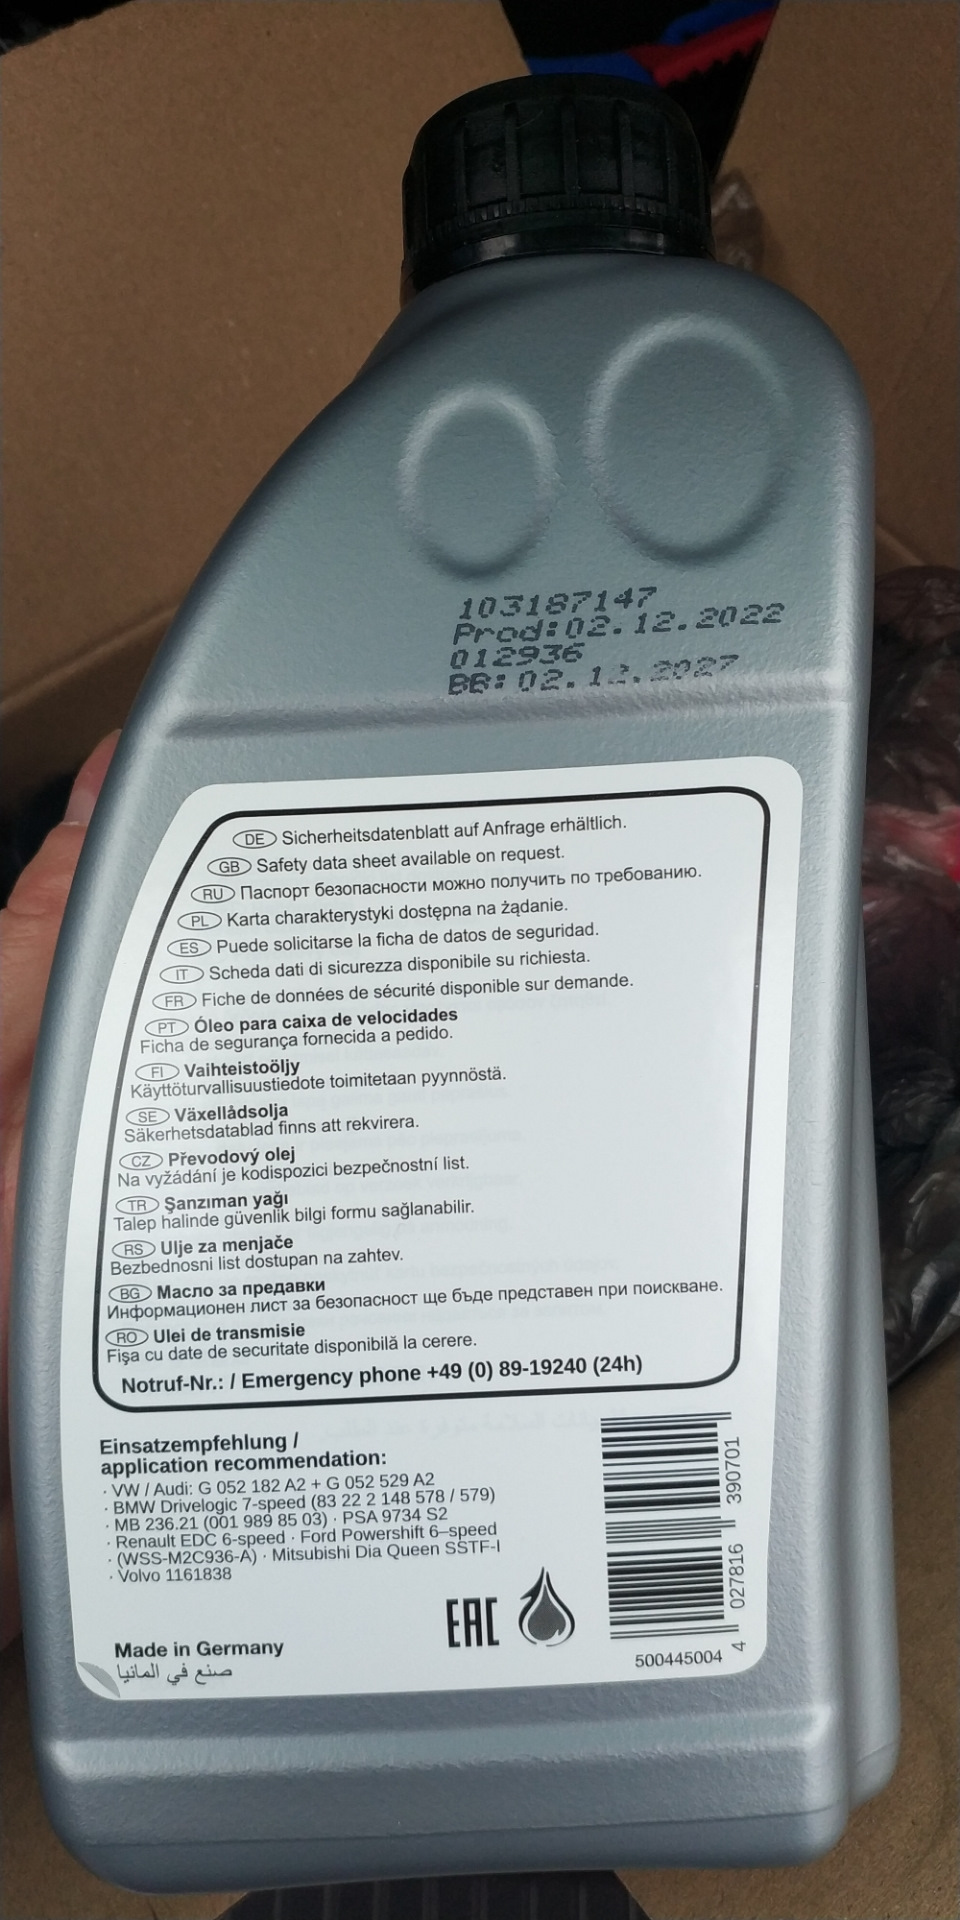 103187147
Prod:02.12.2022
012936
BB: 02.12.2027
DE Sicherheitsdatenblatt auf Anfrage erhältlich.
GB Safety data sheet available on request.
RU Паспорт безопасности можно получить по требованию.
PL Karta charakterystyki dostępna na żądanie.
ES Puede solicitarse la ficha de datos de seguridad.
IT Scheda dati di sicurezza disponibile su richiesta.
FR Fiche de données de sécurité disponible sur demande.
PT Óleo para caixa de velocidades
Ficha de segurança fornecida a pedido.
FI Vaihteistoöljy
Käyttöturvallisuustiedote toimitetaan pyynnöstä.
SE Växellådsolja
Säkerhetsdatablad finns att rekvirera.
CZ Převodový olej
Na vyžádání je kodispozici bezpečnostní list.
TR Şanzıman yağı
Talep halinde güvenlik bilgi formu sağlanabilir.
RS Ulje za menjače
Bezbednosni list dostupan na zahtev.
BG Масло за предавки
Информационен лист за безопасност ще бъде представен при поискване.
RO Ulei de transmisie
Fişa cu date de securitate disponibilă la cerere.
Notruf-Nr.: / Emergency phone +49 (0) 89-19240 (24h)
Einsatzempfehlung /
application recommendation:
· VW / Audi: G 052 182 A2 + G 052 529 A2
· BMW Drivelogic 7-speed (83 22 2 148 578 / 579)
· MB 236.21 (001 989 85 03) · PSA 9734 S2
· Renault EDC 6-speed · Ford Powershift 6–speed
· (WSS-M2C936-A) · Mitsubishi Dia Queen SSTF-I
· Volvo 1161838
EAC
Made in Germany
صنع في المانيا
4 027816 390701
500445004